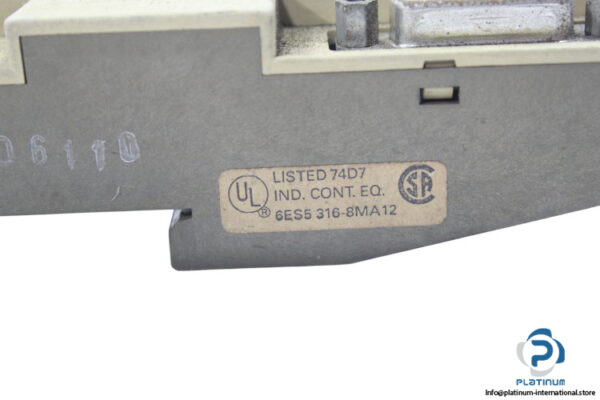 06110
LISTED 74D7
UL
®
IND. CONT. EQ.
SA
6ES5 316-8MA12
PLATINUM
Info@platinum-international.store